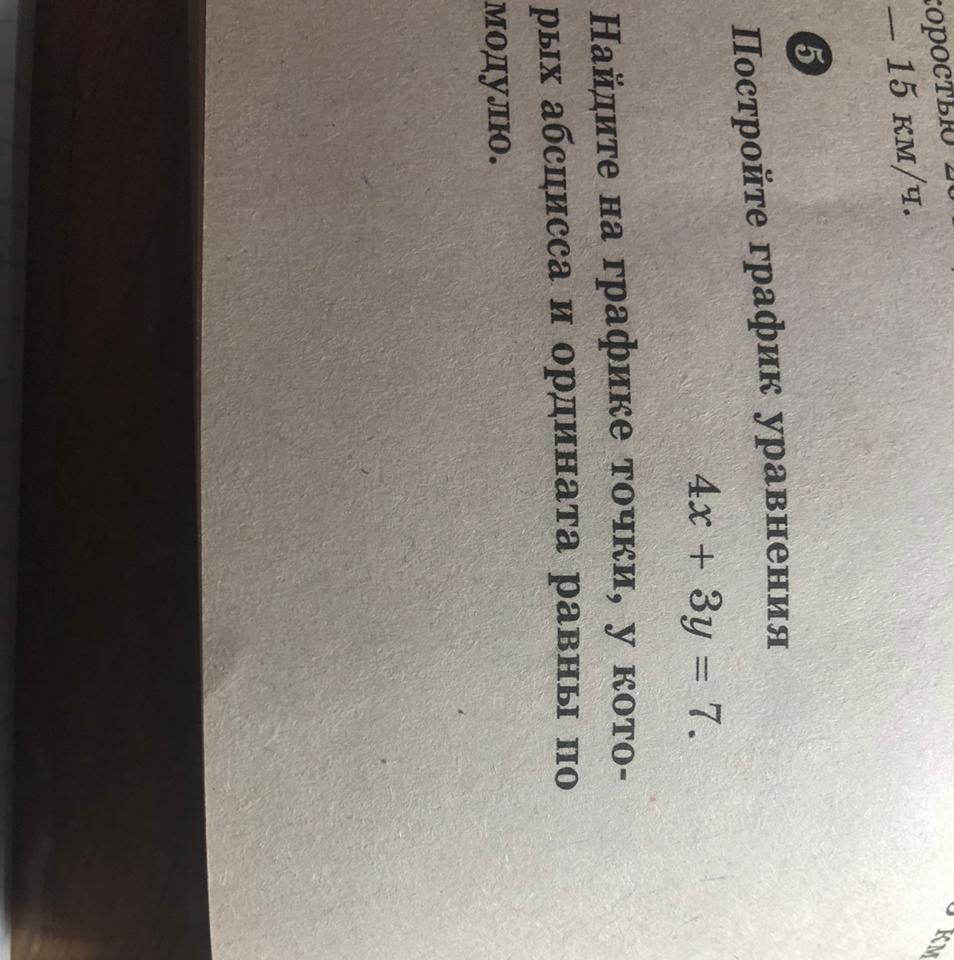 — 15 км/ч.
5
Постройте график уравнения
4x + 3y = 7.
Найдите на графике точки, у кото-
рых абсцисса и ордината равны по
модулю.
км